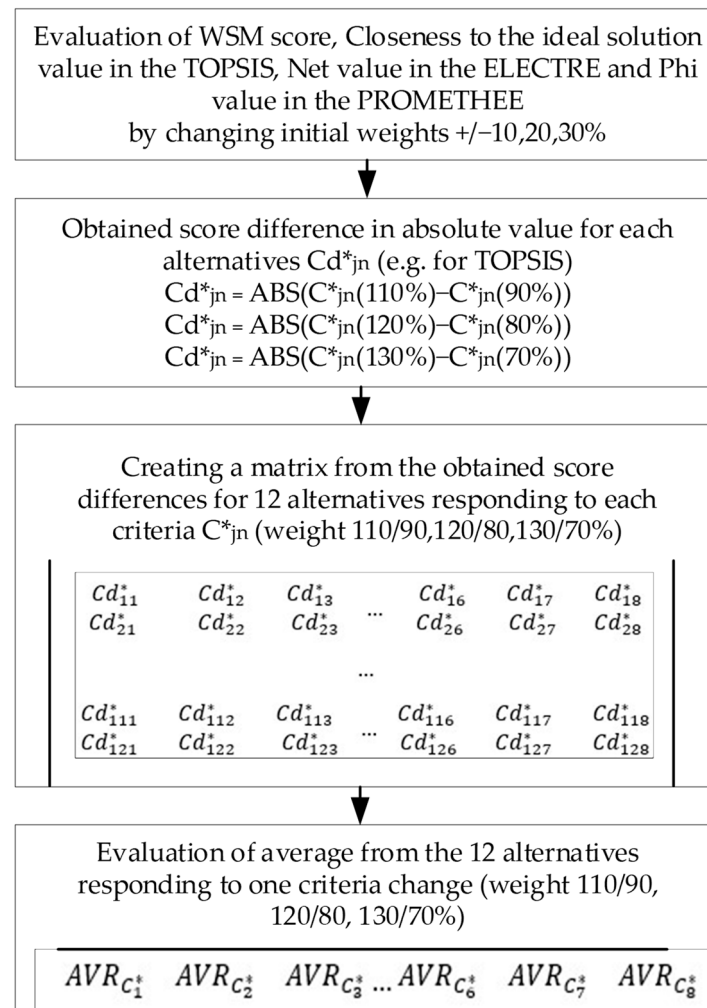 Evaluation of WSM score, Closeness to the ideal solution
value in the TOPSIS, Net value in the ELECTRE and Phi
value in the PROMETHEE
by changing initial weights +/−10,20,30%
Obtained score difference in absolute value for each
alternatives Cd*jn (e.g. for TOPSIS)
Cd*jn = ABS(C*jn(110%)−C*jn(90%))
Cd*jn = ABS(C*jn(120%)−C*jn(80%))
Cd*jn = ABS(C*jn(130%)−C*jn(70%))
Creating a matrix from the obtained score
differences for 12 alternatives responding to each
criteria C*jn (weight 110/90,120/80,130/70%)
Cd*11 Cd*12 Cd*13 ... Cd*16 Cd*17 Cd*18
Cd*21 Cd*22 Cd*23 Cd*26 Cd*27 Cd*28
...
Cd*111 Cd*112 Cd*113 ... Cd*116 Cd*117 Cd*118
Cd*121 Cd*122 Cd*123 Cd*126 Cd*127 Cd*128
Evaluation of average from the 12 alternatives
responding to one criteria change (weight 110/90,
120/80, 130/70%)
AVR C*1 AVR C*2 AVR C*3 ... AVR C*6 AVR C*7 AVR C*8